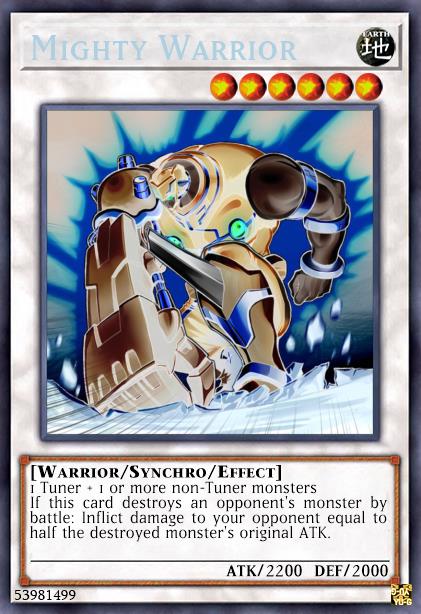 Mighty Warrior
EARTH
地
[Warrior/Synchro/Effect]
1 Tuner + 1 or more non-Tuner monsters
If this card destroys an opponent's monster by
battle: Inflict damage to your opponent equal to
half the destroyed monster's original ATK.
ATK/2200 DEF/2000
53981499